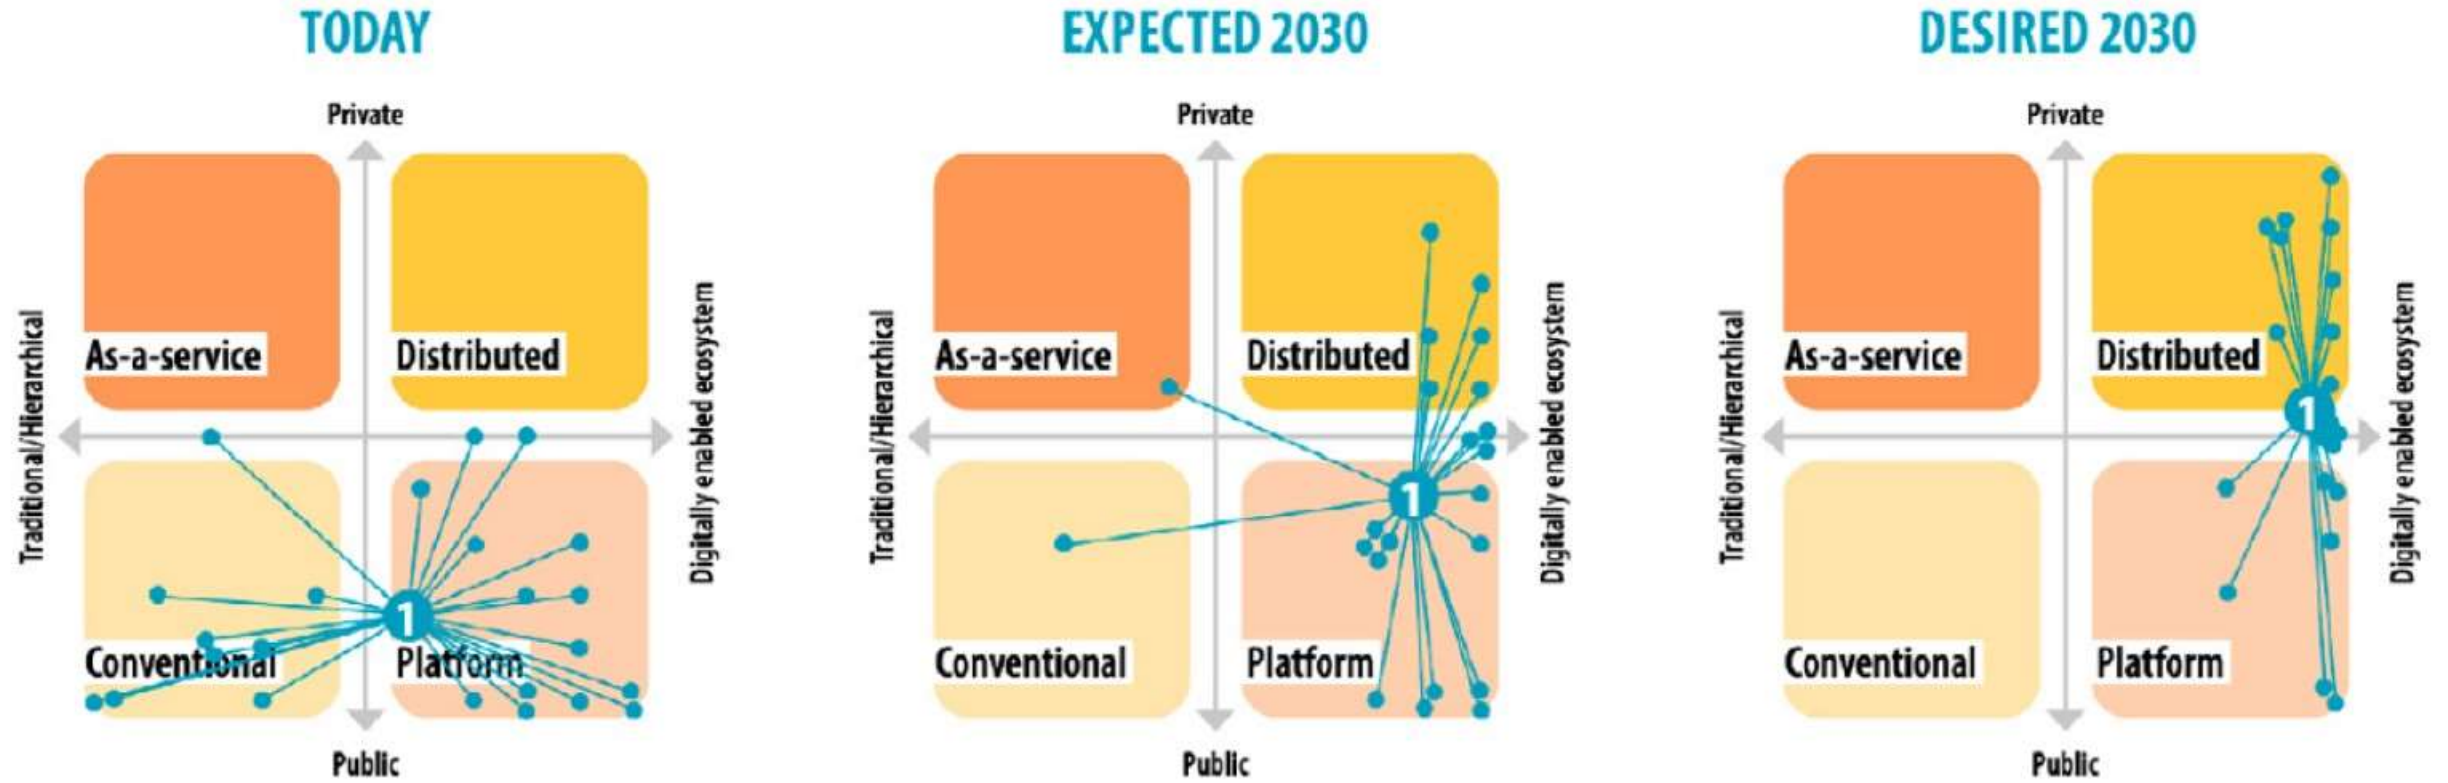 TODAY
Private
Traditional/Hierarchical
As-a-service
Distributed
Digitally enabled ecosystem
1
Conventional
Platform
Public
EXPECTED 2030
Private
Traditional/Hierarchical
As-a-service
Distributed
Digitally enabled ecosystem
1
Conventional
Platform
Public
DESIRED 2030
Private
Traditional/Hierarchical
As-a-service
Distributed
Digitally enabled ecosystem
1
Conventional
Platform
Public